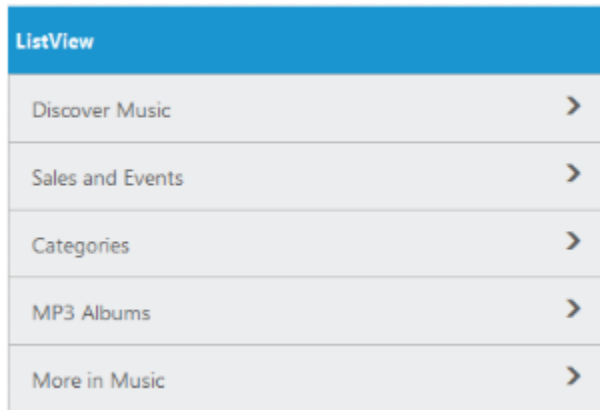 ListView
Discover Music
Sales and Events
Categories
MP3 Albums
More in Music